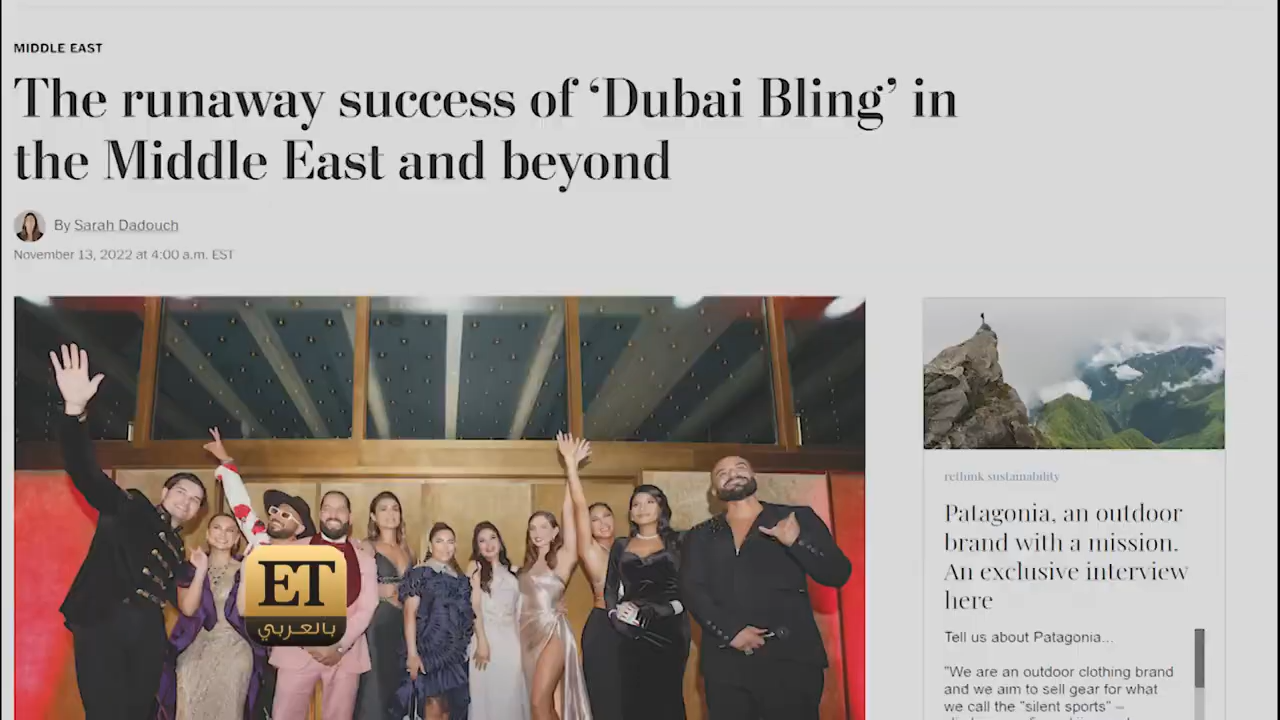 MIDDLE EAST
The runaway success of ‘Dubai Bling’ in
the Middle East and beyond
By Sarah Dadouch
November 13, 2022 at 4:00 a.m. EST
ET
بالعربي
rethink sustainability
Patagonia, an outdoor
brand with a mission.
An exclusive interview
here
Tell us about Patagonia...
"We are an outdoor clothing brand
and we aim to sell gear for what
we call the "silent sports" –